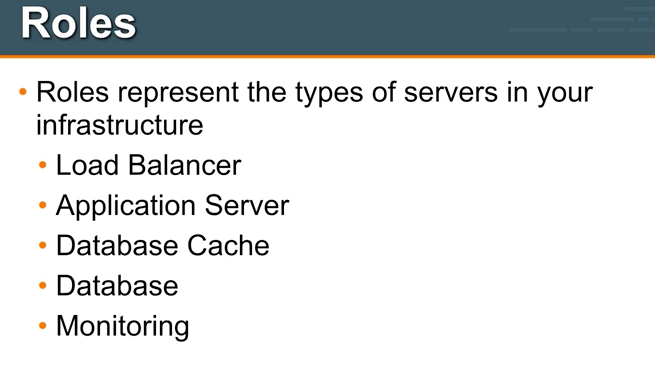 Roles
• Roles represent the types of servers in your
infrastructure
• Load Balancer
• Application Server
• Database Cache
• Database
• Monitoring